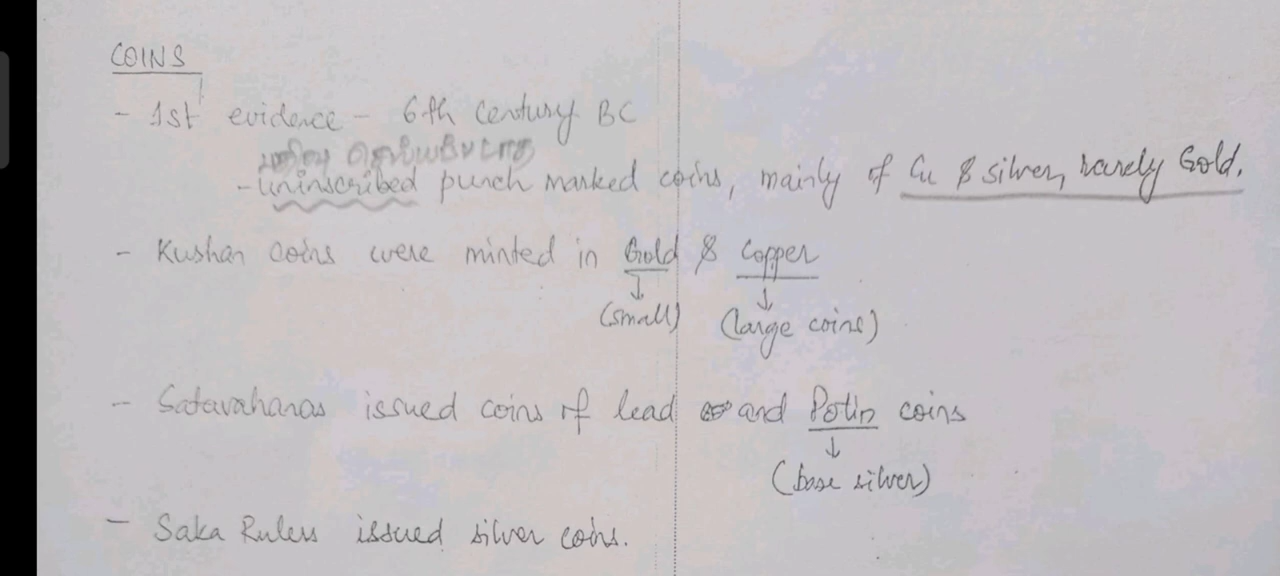 COINS
- 1st evidence - 6th Century BC
- uninscribed punch marked coins, mainly of Cu & silver, rarely Gold.
- Kushan coins were minted in Gold & Copper
↓ ↓
(small) (large coins)
- Satavahanas issued coins of lead and Potin coins
↓
(base silver)
- Saka Rulers issued silver coins.